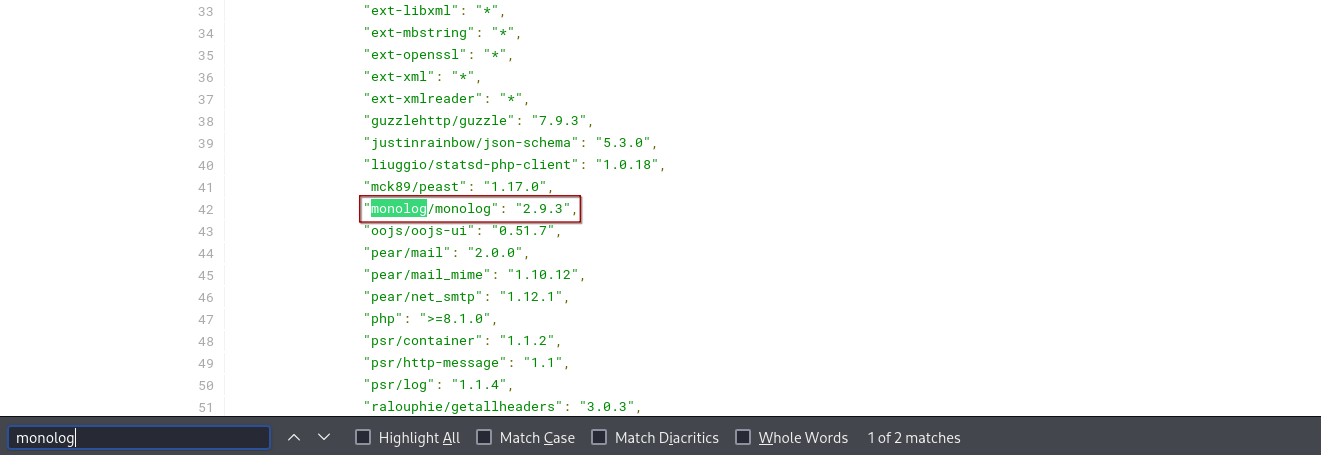 33 "ext-libxml": "*",
34 "ext-mbstring": "*",
35 "ext-openssl": "*",
36 "ext-xml": "*",
37 "ext-xmlreader": "*",
38 "guzzlehttp/guzzle": "7.9.3",
39 "justinrainbow/json-schema": "5.3.0",
40 "liuggio/statsd-php-client": "1.0.18",
41 "mck89/peast": "1.17.0",
42 "monolog/monolog": "2.9.3",
43 "oojs/oojs-ui": "0.51.7",
44 "pear/mail": "2.0.0",
45 "pear/mail_mime": "1.10.12",
46 "pear/net_smtp": "1.12.1",
47 "php": ">=8.1.0",
48 "psr/container": "1.1.2",
49 "psr/http-message": "1.1",
50 "psr/log": "1.1.4",
51 "ralouphie/getallheaders": "3.0.3",
monolog Highlight All Match Case Match Diacritics Whole Words 1 of 2 matches